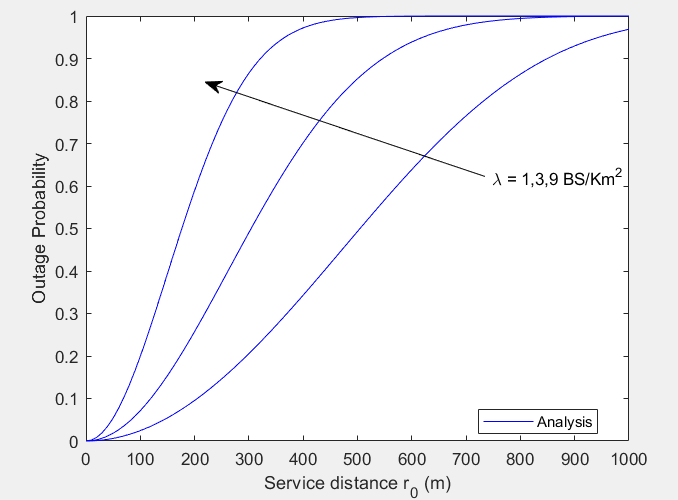 1
0.9
0.8
0.7
0.6
0.5
0.4
0.3
0.2
0.1
0
Outage Probability
λ = 1,3,9 BS/Km²
Analysis
0 100 200 300 400 500 600 700 800 900 1000
Service distance r₀ (m)